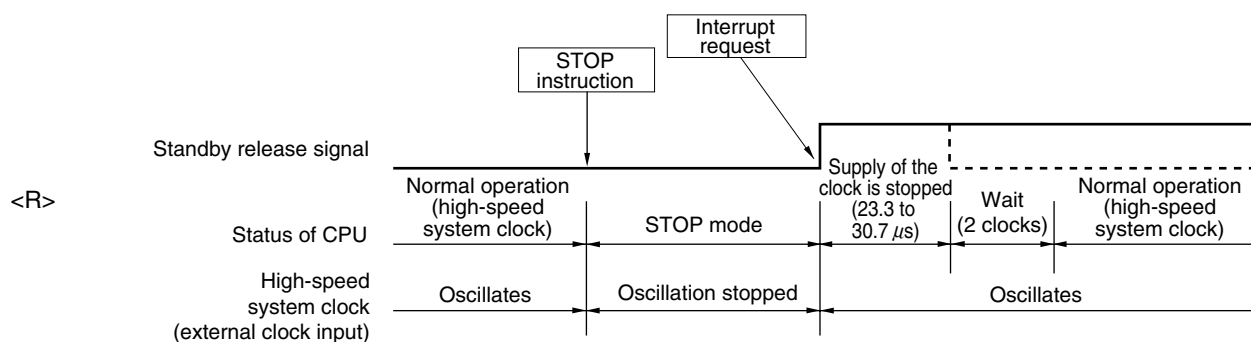 Interrupt
request
STOP
instruction
Standby release signal
<R>
Status of CPU
Normal operation
(high-speed
system clock)
STOP mode
Supply of the
clock is stopped
(23.3 to
30.7 μs)
Wait
(2 clocks)
Normal operation
(high-speed
system clock)
High-speed
system clock
(external clock input)
Oscillates
Oscillation stopped
Oscillates